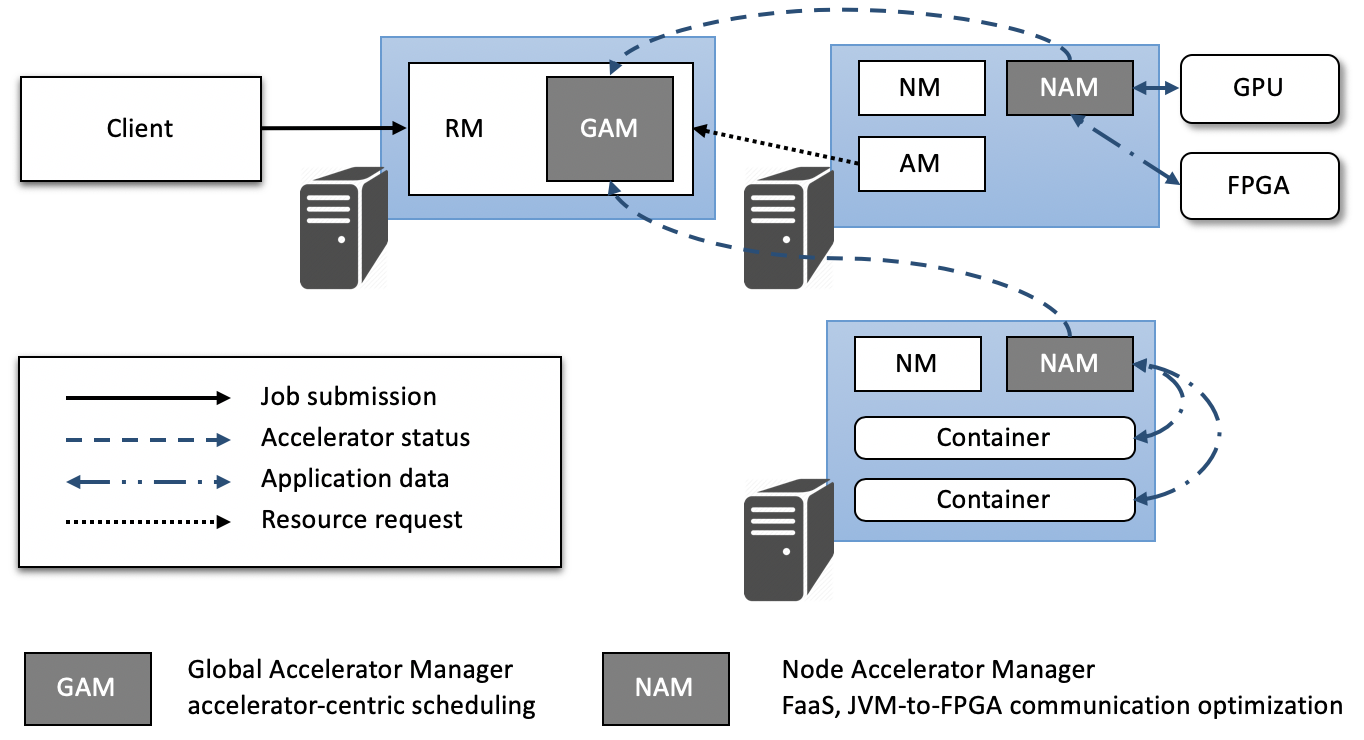 Client
RM
GAM
NM
NAM
AM
GPU
FPGA
NM
NAM
Container
Container
Job submission
Accelerator status
Application data
Resource request
GAM
Global Accelerator Manager
accelerator-centric scheduling
NAM
Node Accelerator Manager
FaaS, JVM-to-FPGA communication optimization